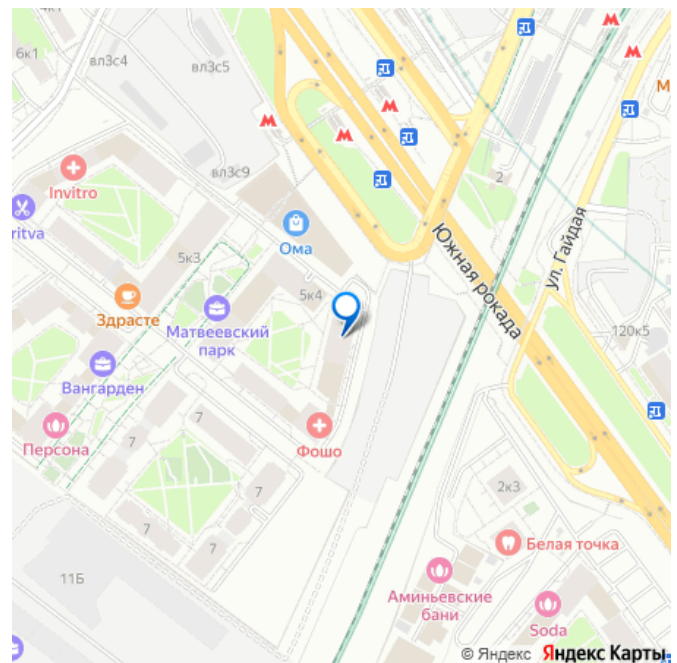 4к1
6к1
вл3с4
вл3с5
М
вл3с9
2
Invitro
ritva
Ома
Южная рокада
ул. Гайдая
5к3
5к4
Здрасте
Матвеевский
парк
120к5
Вангарден
Персона
Фошо
7
7
7
7
2к3
Белая точка
11Б
Аминьевские
бани
Soda
© Яндекс Яндекс Карты